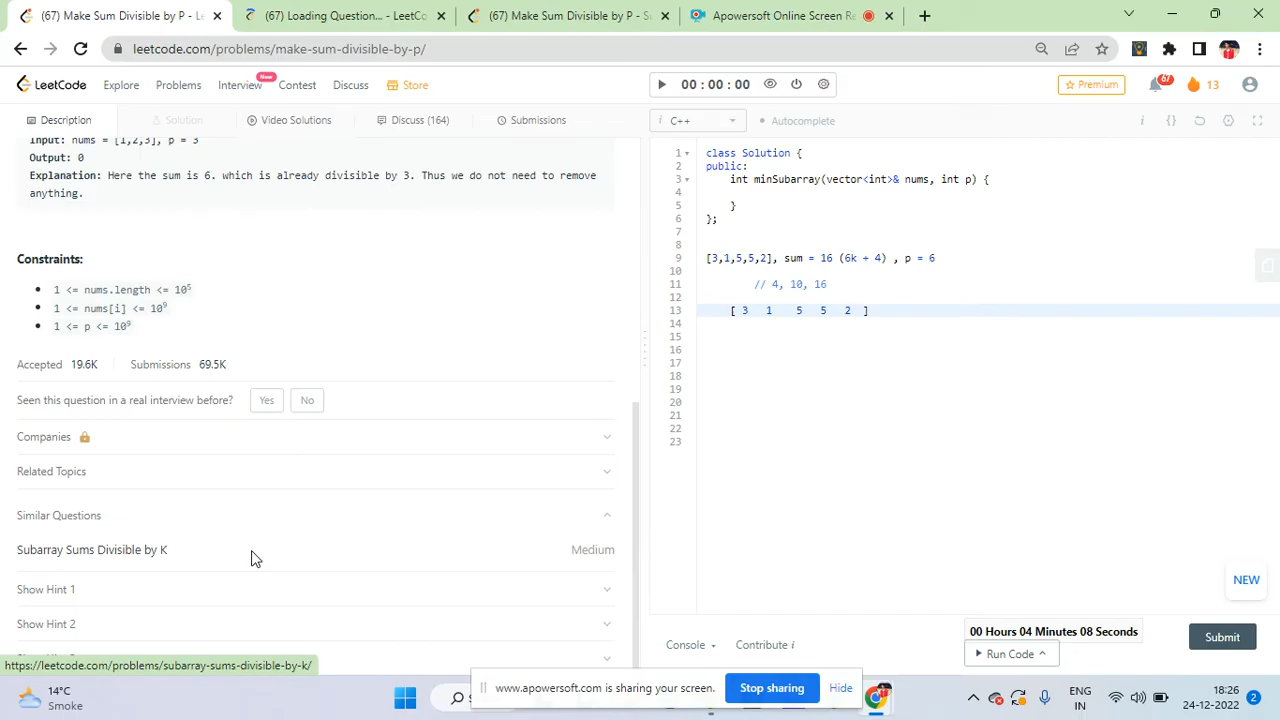 (67) Make Sum Divisible by P - Le
(67) Loading Question... - LeetCo
(67) Make Sum Divisible by P - Su
Apowersoft Online Screen Re
leetcode.com/problems/make-sum-divisible-by-p/
LeetCode
Explore
Problems
Interview
New
Contest
Discuss
Store
00 : 00 : 00
Premium
67
13
Description
Solution
Video Solutions
Discuss (164)
Submissions
i C++
Autocomplete
Input: nums = [1,2,3], p = 3
Output: 0
Explanation: Here the sum is 6. which is already divisible by 3. Thus we do not need to remove
anything.
Constraints:
1 <= nums.length <= 10⁵
1 <= nums[i] <= 10⁹
1 <= p <= 10⁹
Accepted 19.6K Submissions 69.5K
Seen this question in a real interview before? Yes No
Companies
Related Topics
Similar Questions
Subarray Sums Divisible by K Medium
Show Hint 1
Show Hint 2
https://leetcode.com/problems/subarray-sums-divisible-by-k/
1 class Solution {
2 public:
3 int minSubarray(vector<int>& nums, int p) {
4
5 }
6 };
7
8
9 [3,1,5,5,2], sum = 16 (6k + 4) , p = 6
10
11 // 4, 10, 16
12
13 [ 3 1 5 5 2 ]
14
15
16
17
18
19
20
21
22
23
NEW
00 Hours 04 Minutes 08 Seconds
Console
Contribute i
Run Code
Submit
www.apowersoft.com is sharing your screen.
Stop sharing
Hide
14°C
Smoke
ENG
IN
18:26
24-12-2022
2